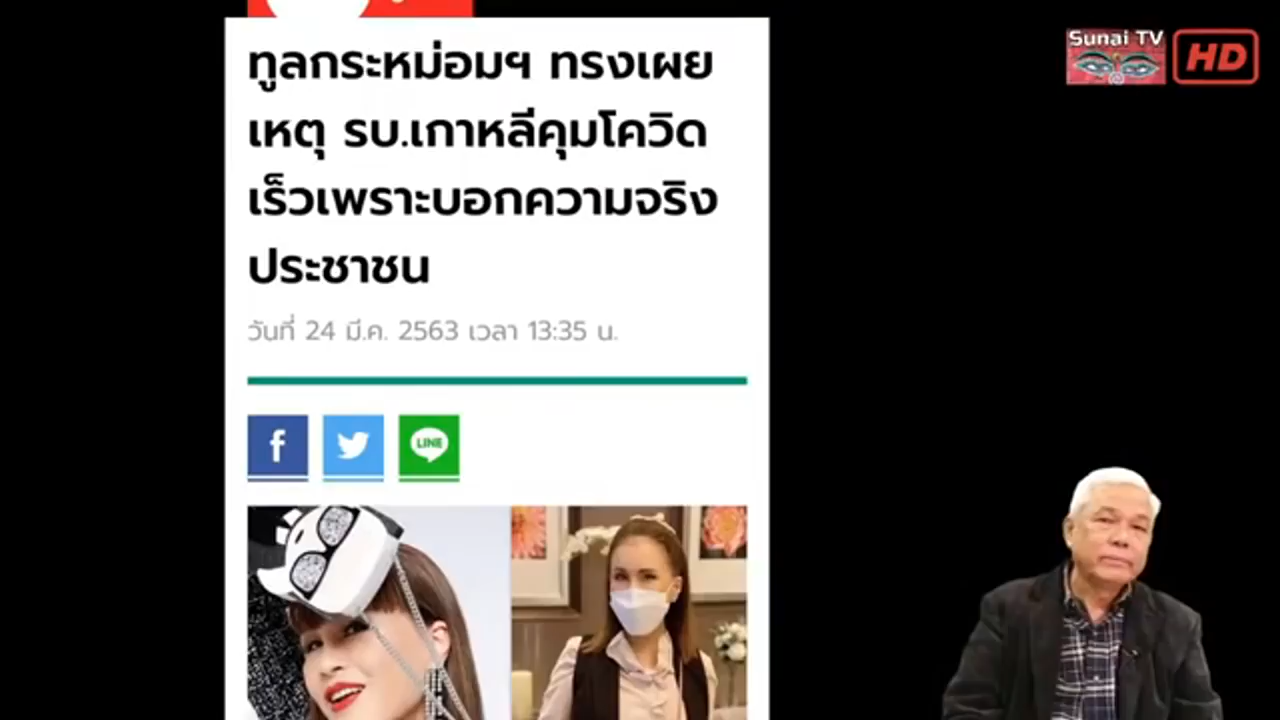 Sunai TV
HD
ทูลกระหม่อมฯ ทรงเผย
เหตุ รบ.เกาหลีคุมโควิด
เร็วเพราะบอกความจริง
ประชาชน
วันที่ 24 มี.ค. 2563 เวลา 13:35 น.
f
LINE